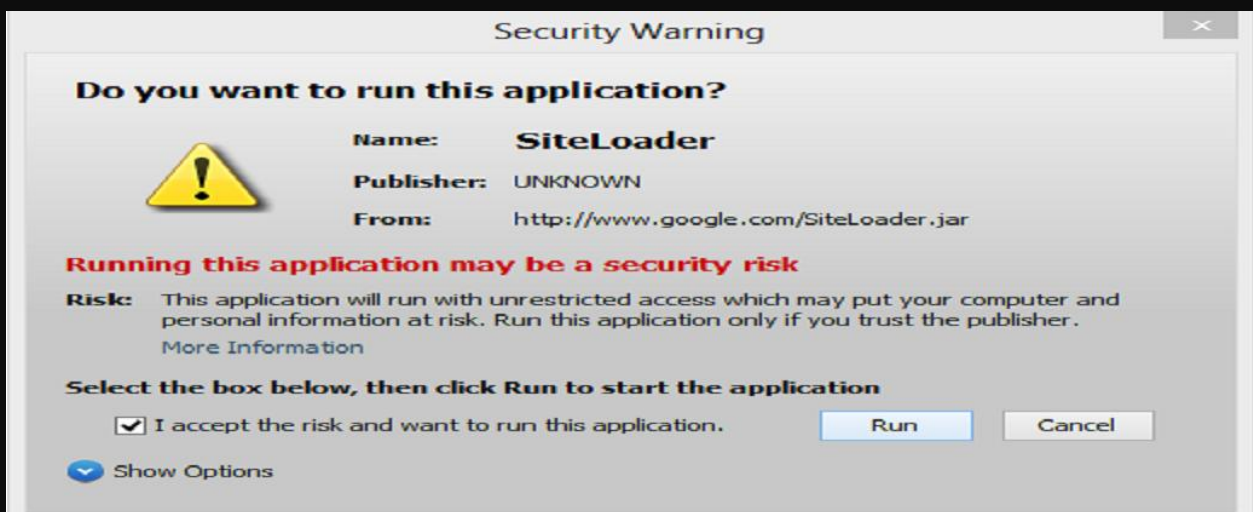 Security Warning
Do you want to run this application?
Name: SiteLoader
Publisher: UNKNOWN
From: http://www.google.com/SiteLoader.jar
Running this application may be a security risk
Risk: This application will run with unrestricted access which may put your computer and
personal information at risk. Run this application only if you trust the publisher.
More Information
Select the box below, then click Run to start the application
I accept the risk and want to run this application. Run Cancel
Show Options